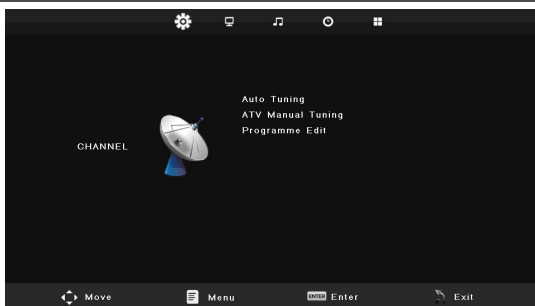 Auto Tuning
ATV Manual Tuning
Programme Edit
CHANNEL
Move
Menu
ENTER Enter
Exit